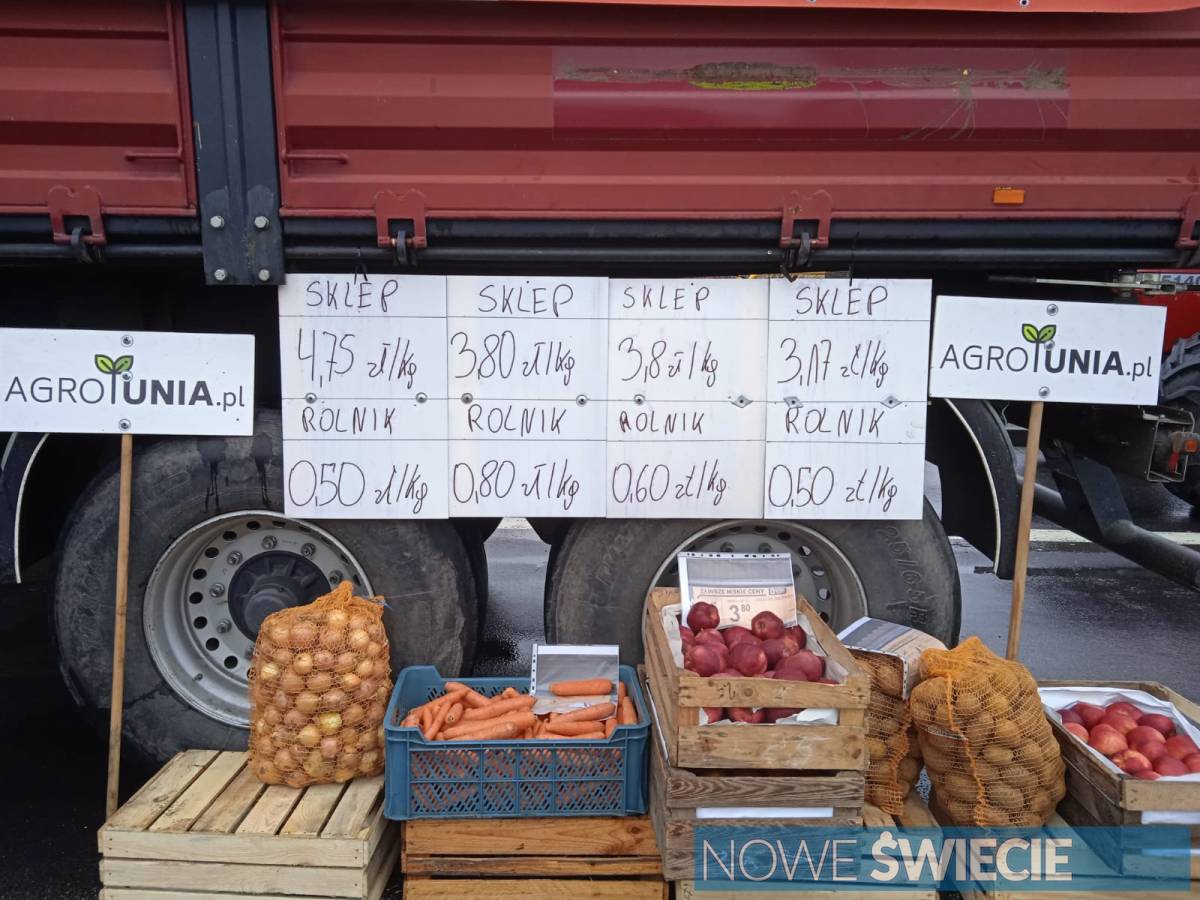 SKLEP
4,75 zł/kg
ROLNIK
0,50 zł/kg
SKLEP
3,80 zł/kg
ROLNIK
0,80 zł/kg
SKLEP
3,8 zł/kg
ROLNIK
0,60 zł/kg
SKLEP
3,17 zł/kg
ROLNIK
0,50 zł/kg
AGROUNIA.pl
AGROUNIA.pl
ZAWSZE NISKIE CENY
3 80
NOWE ŚWIECIE